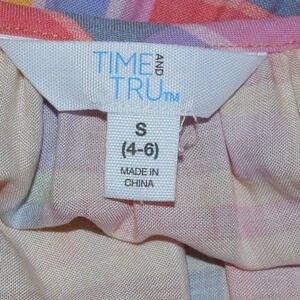 TIME AND
TRU™
S
(4-6)
MADE IN
CHINA